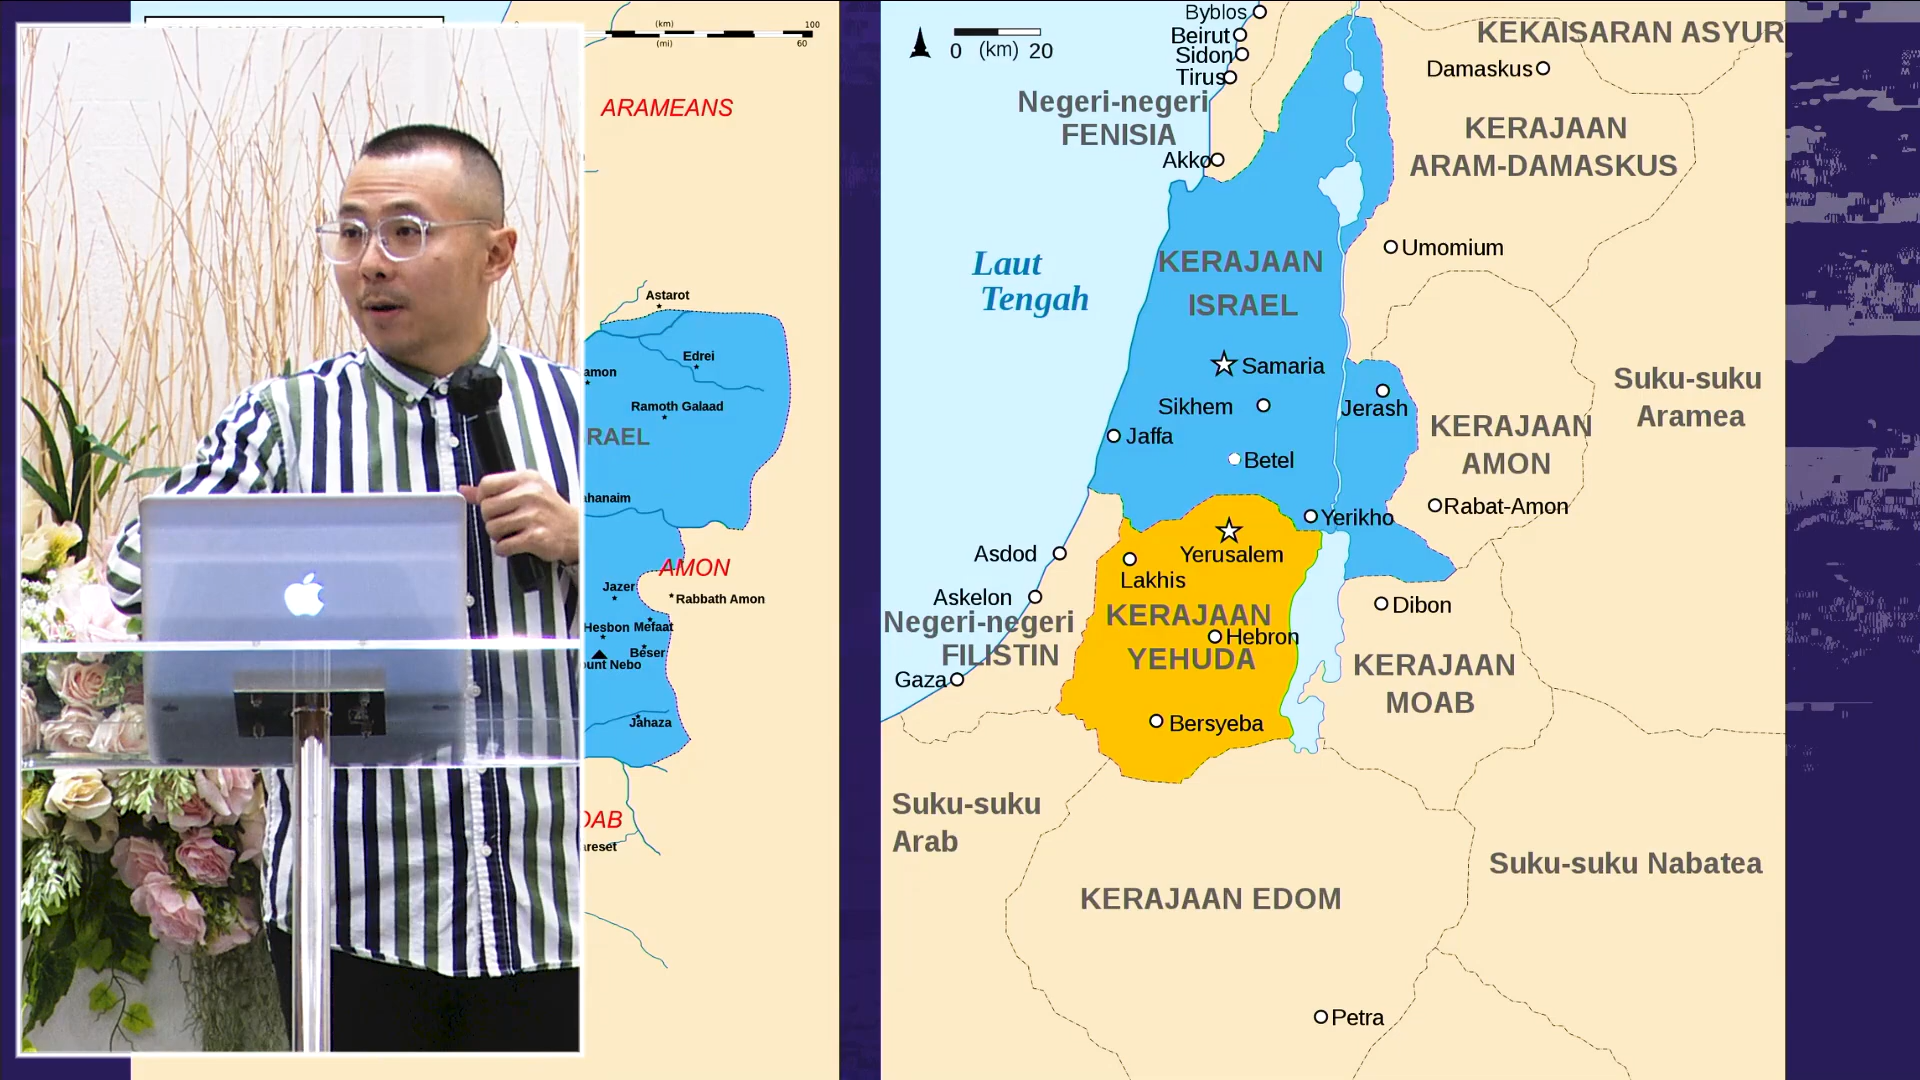 (km)
100
(mi)
60
ARAMEANS
Astarot
Edrei
amon
Ramoth Galaad
RAEL
ahanaim
AMON
Jazer
Rabbath Amon
Hesbon Mefaat
Beser
ount Nebo
Jahaza
OAB
areset
0 (km) 20
Byblos
Beirut
Sidon
Tirus
KEKAISARAN ASYUR
Damaskus
Negeri-negeri
FENISIA
KERAJAAN
ARAM-DAMASKUS
Akko
Laut
Tengah
KERAJAAN
ISRAEL
Umomium
Samaria
Sikhem
Jerash
Jaffa
Betel
KERAJAAN
AMON
Suku-suku
Aramea
Rabat-Amon
Yerikho
Asdod
Yerusalem
Lakhis
Askelon
Negeri-negeri
FILISTIN
Gaza
KERAJAAN
Hebron
YEHUDA
Bersyeba
Dibon
KERAJAAN
MOAB
Suku-suku
Arab
KERAJAAN EDOM
Suku-suku Nabatea
Petra